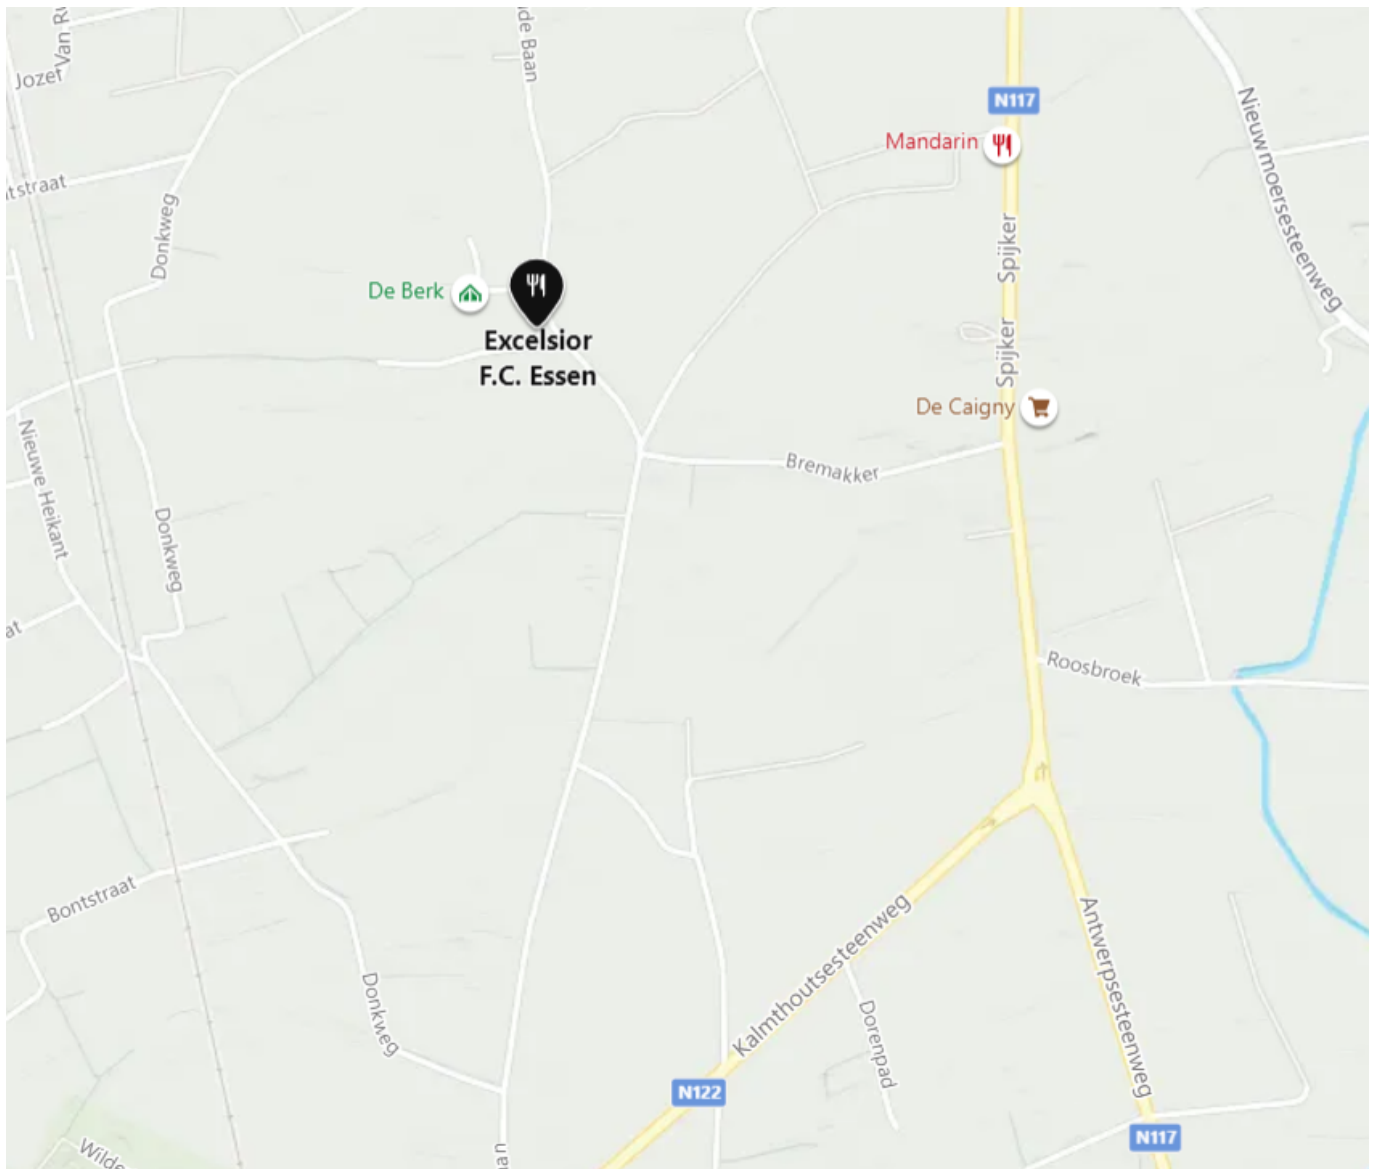 de Baan
Van R
Jozef
N117
Nieuwmoersesteenweg
Mandarin
tstraat
Donkweg
Spijker
De Berk
Excelsior
F.C. Essen
Spijker
De Caigny
Nieuwe Heikant
Bremakker
Donkweg
at
Roosbroek
Bontstraat
Kalmthoutsesteenweg
Antwerpsesteenweg
Donkweg
Dorenpad
N122
N117
an
Wilde